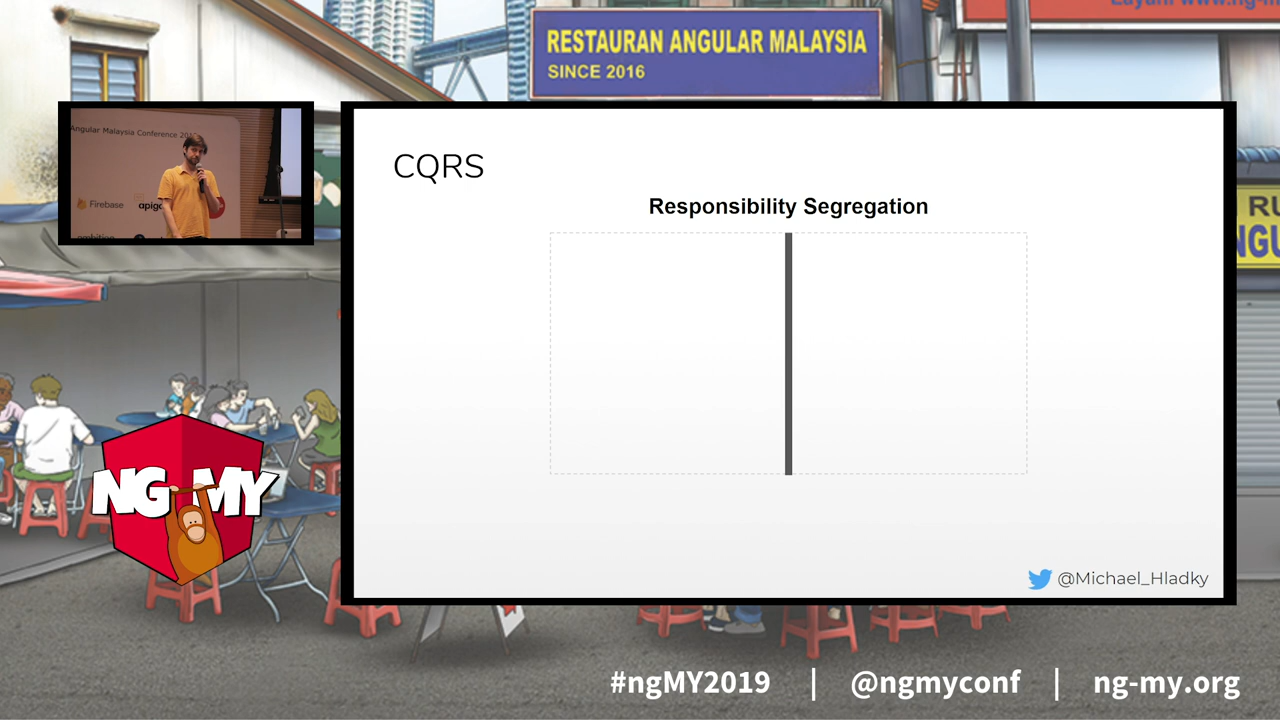 RESTAURAN ANGULAR MALAYSIA
SINCE 2016
Angular Malaysia Conference
Firebase
NG MY
CQRS
Responsibility Segregation
@Michael_Hladky
#ngMY2019 | @ngmyconf | ng-my.org